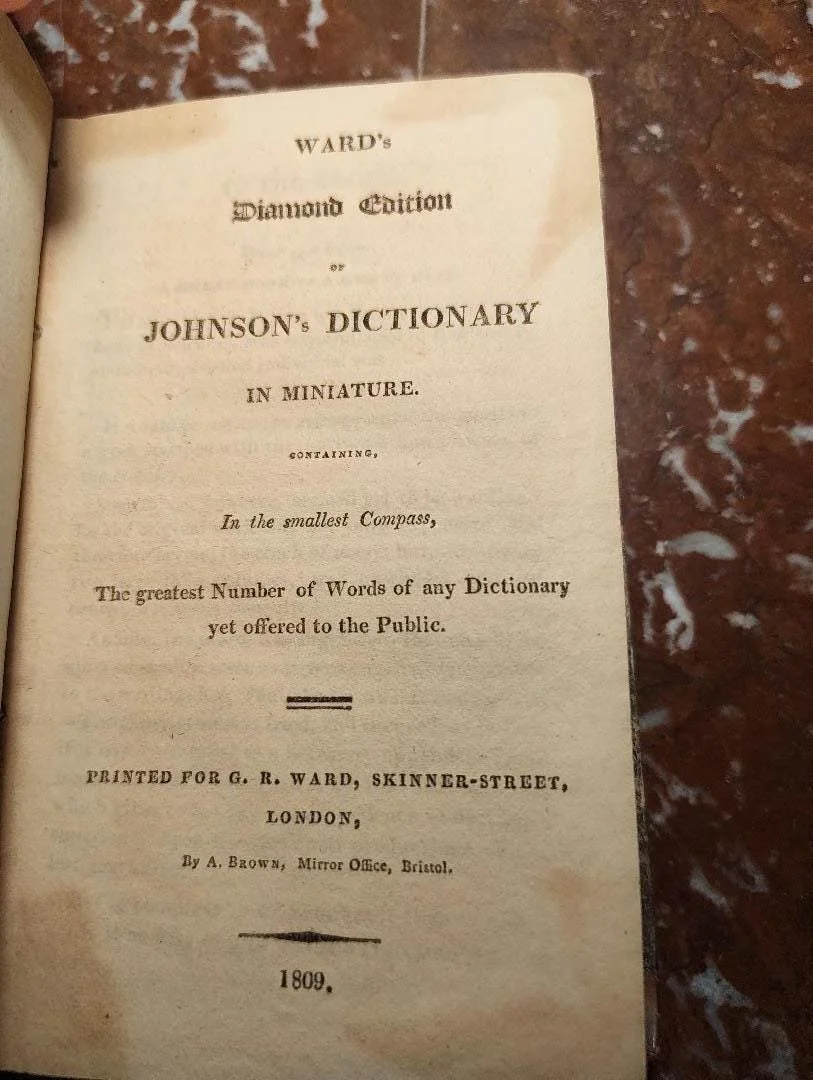 WARD's
Diamond Edition
OF
JOHNSON's DICTIONARY
IN MINIATURE.
CONTAINING,
In the smallest Compass,
The greatest Number of Words of any Dictionary
yet offered to the Public.
PRINTED FOR G. R. WARD, SKINNER-STREET,
LONDON,
By A. BROWN, Mirror Office, Bristol.
1809.